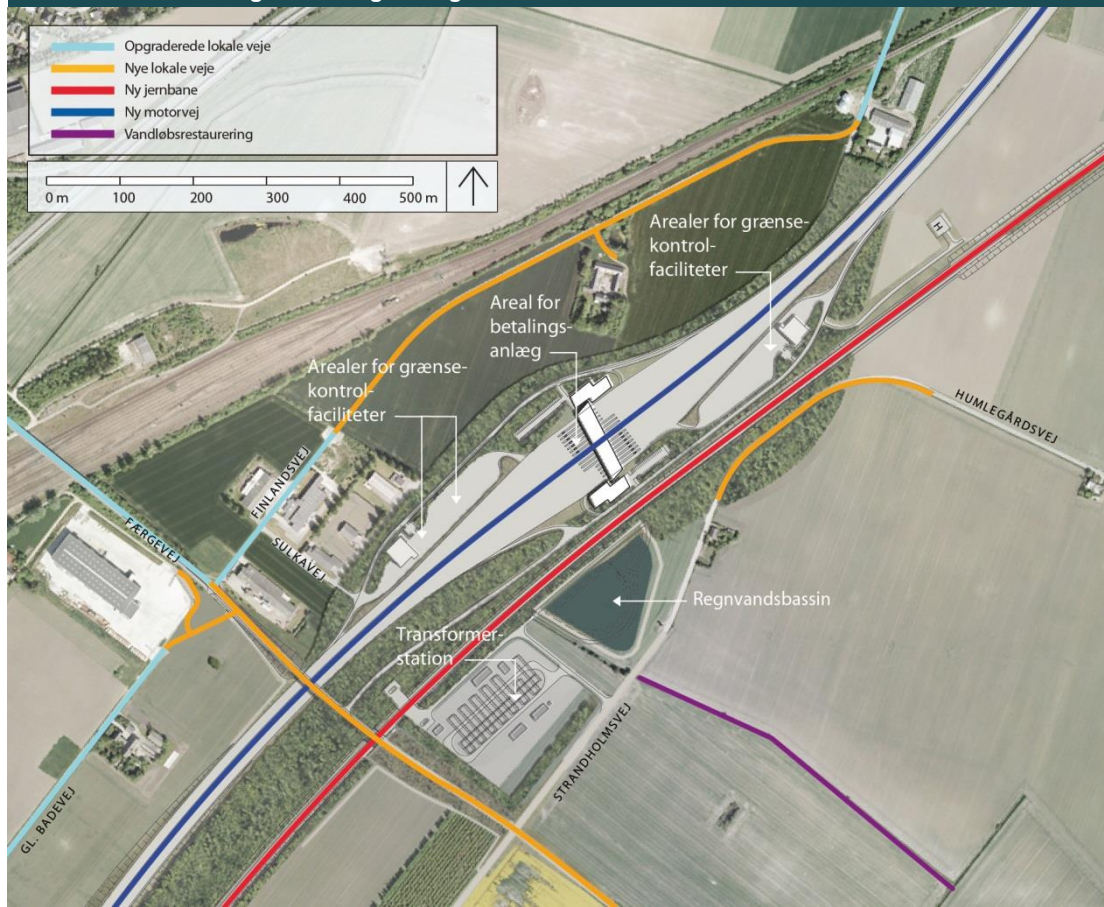 Opgraderede lokale veje
Nye lokale veje
Ny jernbane
Ny motorvej
Vandløbsrestaurering
0 m 100 200 300 400 500 m
H
Arealer for grænse-
kontrol-
faciliteter
Areal for
betalings-
anlæg
Arealer for grænse-
kontrol-
faciliteter
HUMLEGÅRDSVEJ
FINLANDSVEJ
FÆRGEVEJ
SULKAVEJ
Regnvandsbassin
Transformer-
station
STRANDHOLMSVEJ
GL. BADEVEJ